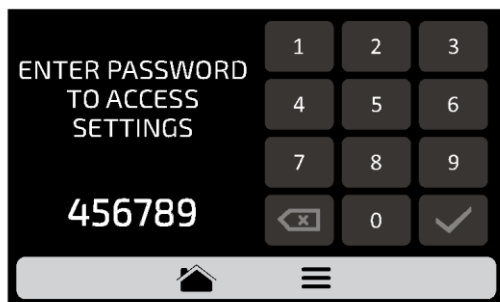 ENTER PASSWORD
TO ACCESS
SETTINGS
456789
1 2 3
4 5 6
7 8 9
0